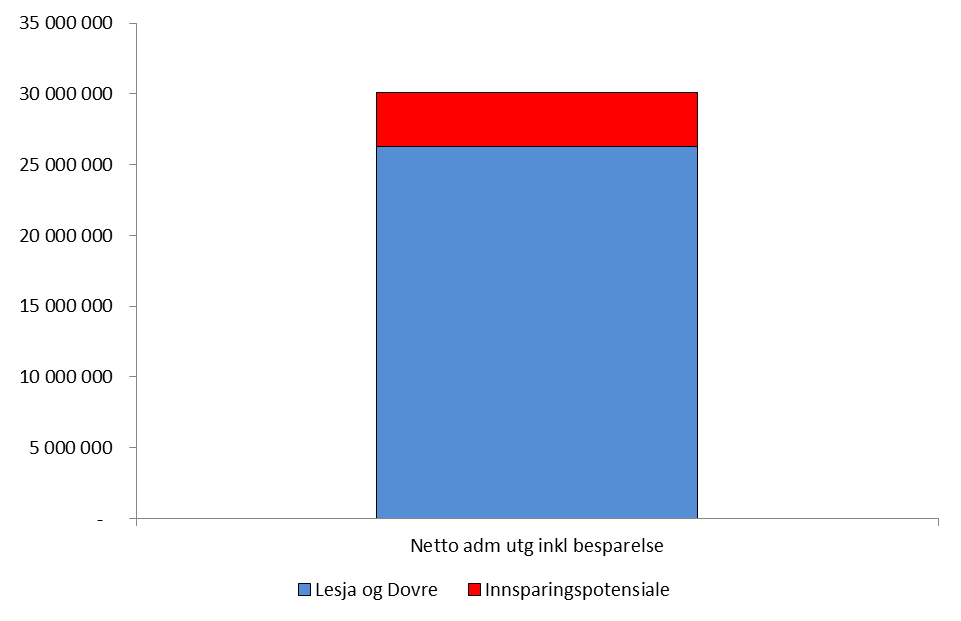 35 000 000
30 000 000
25 000 000
20 000 000
15 000 000
10 000 000
5 000 000
-
Netto adm utg inkl besparelse
Lesja og Dovre Innsparingspotensiale